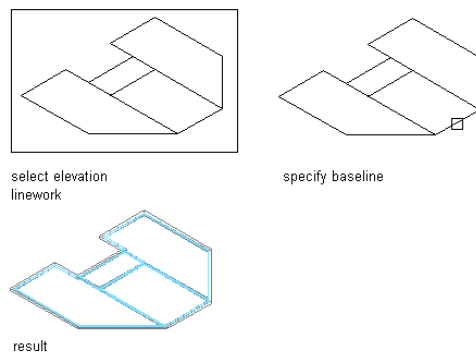 select elevation
linework
specify baseline
result